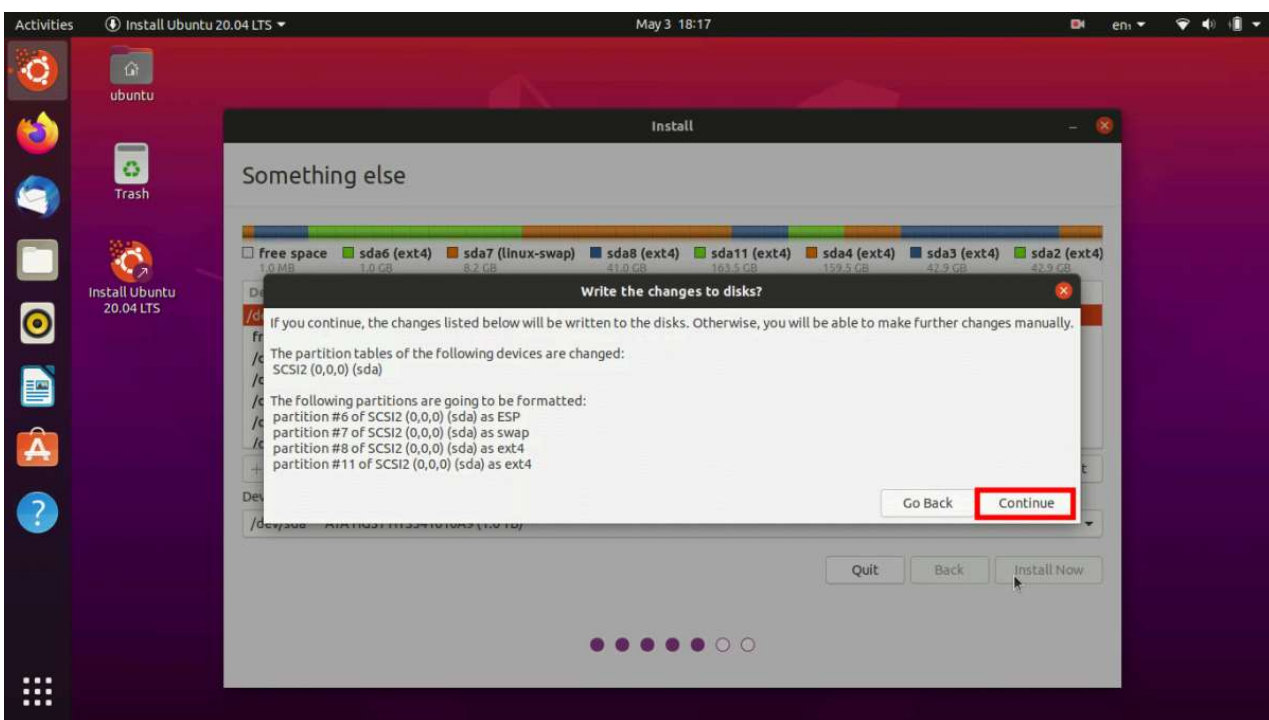 Activities Install Ubuntu 20.04 LTS May 3 18:17 en₁
ubuntu
Trash
Install Ubuntu
20.04 LTS
Install
Something else
free space sda6 (ext4) sda7 (linux-swap) sda8 (ext4) sda11 (ext4) sda4 (ext4) sda3 (ext4) sda2 (ext4)
1.0 MB 1.0 GB 8.2 GB 41.0 GB 163.5 GB 159.5 GB 42.9 GB 42.9 GB
Write the changes to disks?
If you continue, the changes listed below will be written to the disks. Otherwise, you will be able to make further changes manually.
The partition tables of the following devices are changed:
SCSI2 (0,0,0) (sda)
The following partitions are going to be formatted:
partition #6 of SCSI2 (0,0,0) (sda) as ESP
partition #7 of SCSI2 (0,0,0) (sda) as swap
partition #8 of SCSI2 (0,0,0) (sda) as ext4
partition #11 of SCSI2 (0,0,0) (sda) as ext4
Go Back Continue
Quit Back Install Now